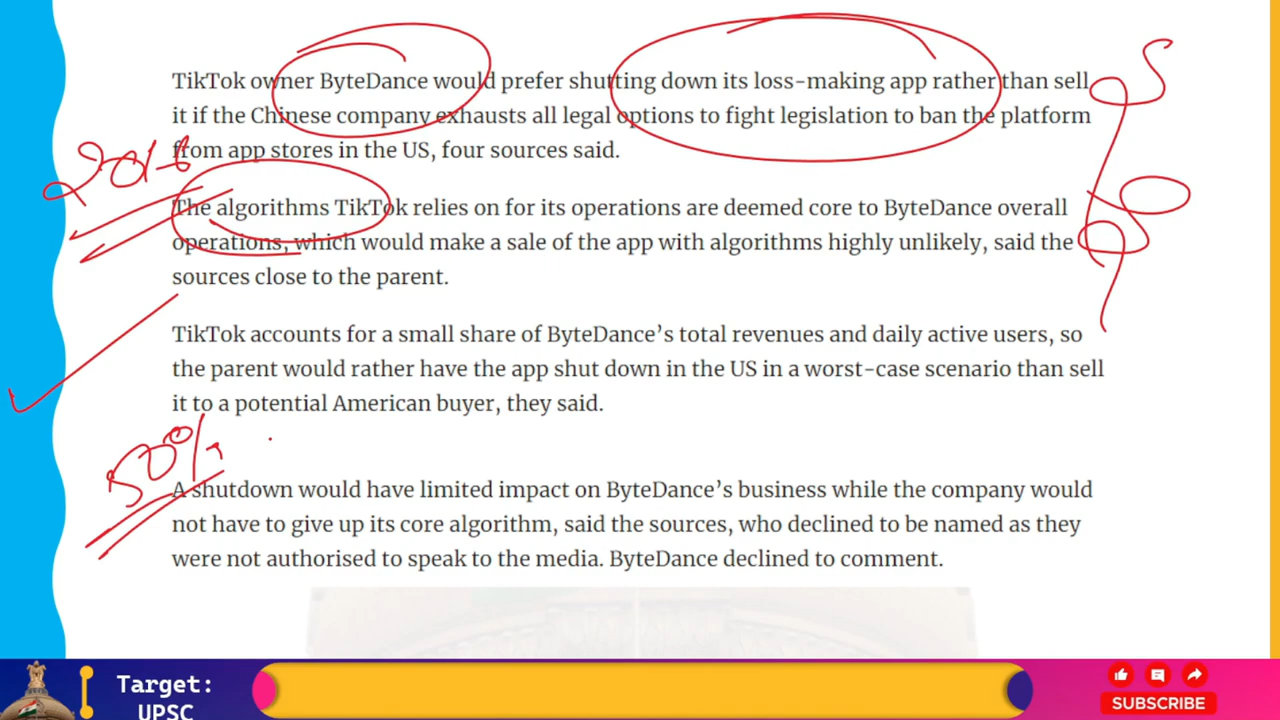 TikTok owner ByteDance would prefer shutting down its loss-making app rather than sell
it if the Chinese company exhausts all legal options to fight legislation to ban the platform
from app stores in the US, four sources said.
The algorithms TikTok relies on for its operations are deemed core to ByteDance overall
operations, which would make a sale of the app with algorithms highly unlikely, said the
sources close to the parent.
TikTok accounts for a small share of ByteDance's total revenues and daily active users, so
the parent would rather have the app shut down in the US in a worst-case scenario than sell
it to a potential American buyer, they said.
50%
A shutdown would have limited impact on ByteDance's business while the company would
not have to give up its core algorithm, said the sources, who declined to be named as they
were not authorised to speak to the media. ByteDance declined to comment.
Target:
UPSC
SUBSCRIBE